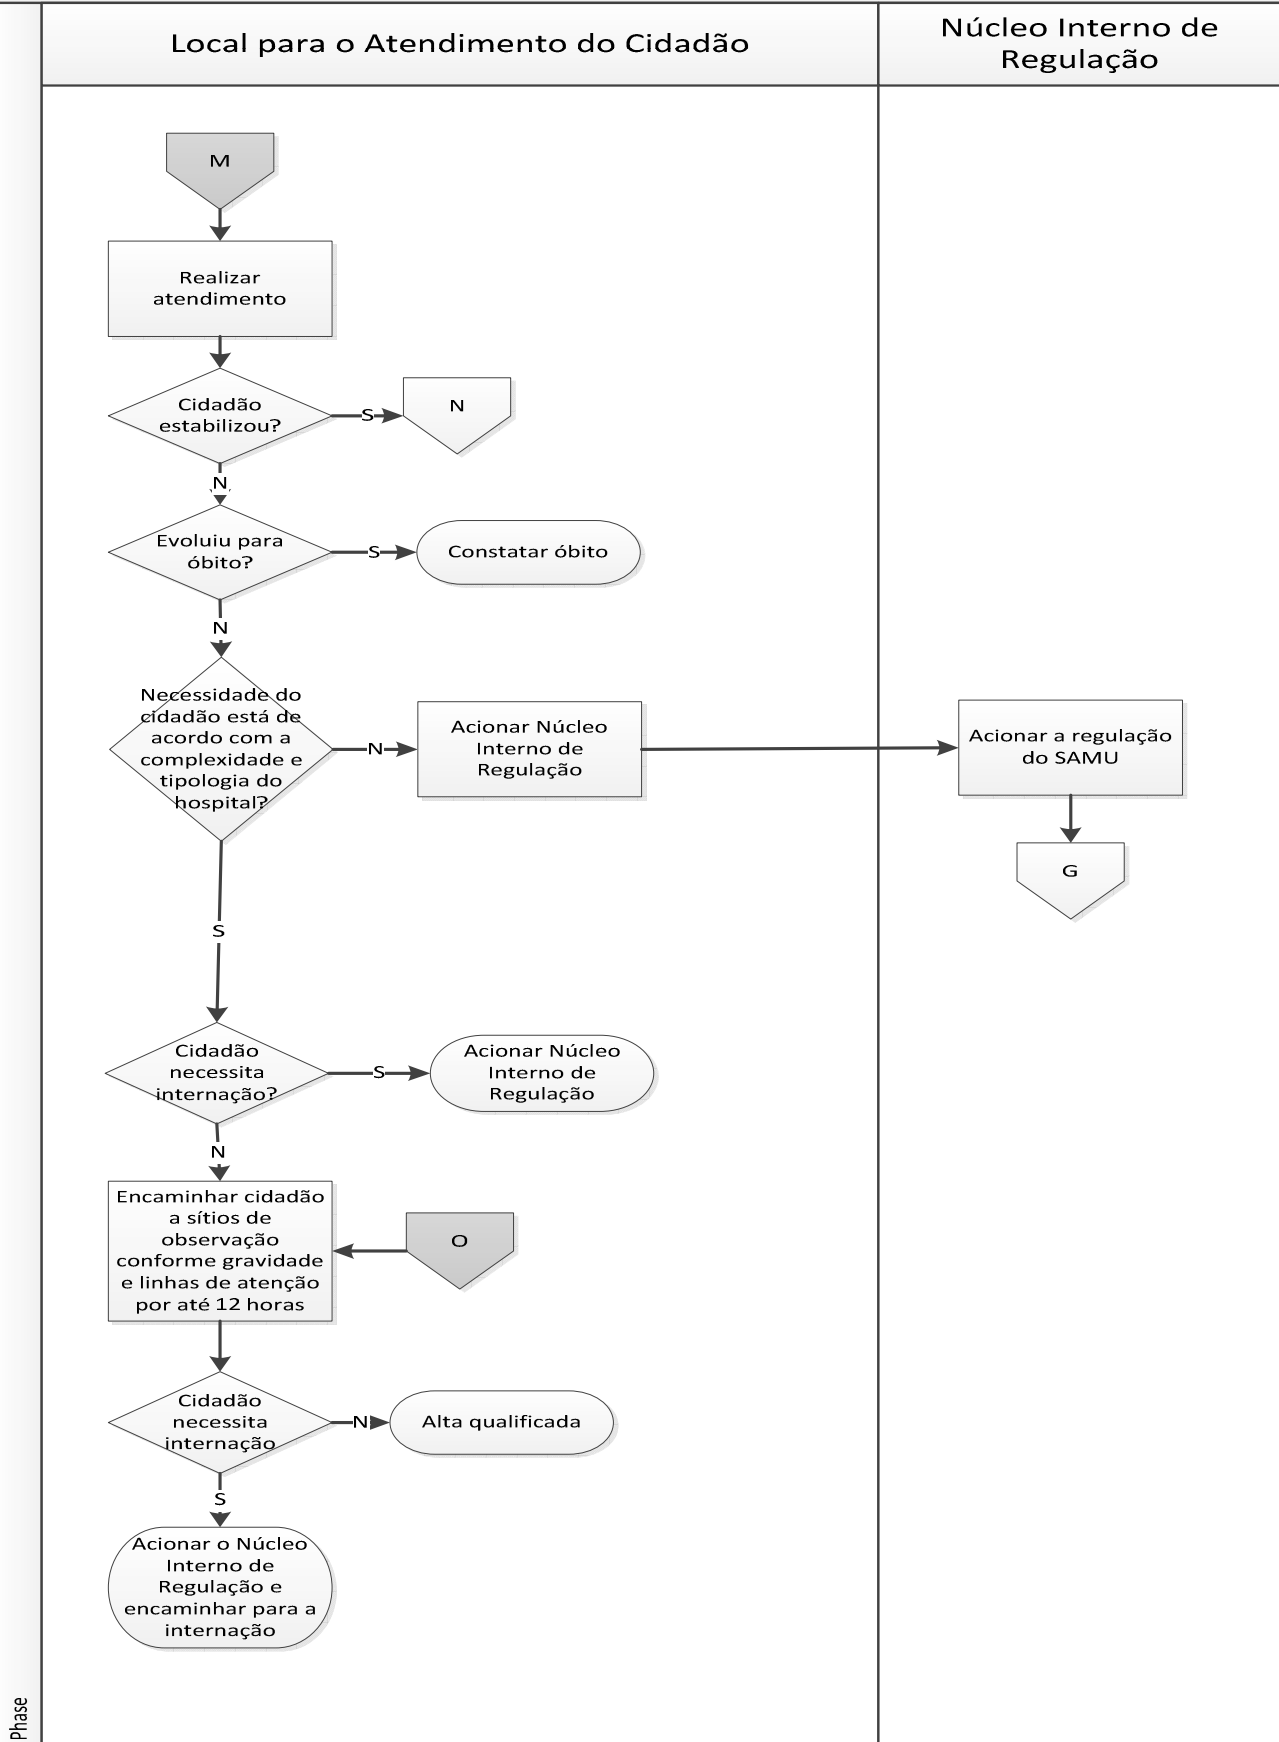 Local para o Atendimento do Cidadão
Núcleo Interno de
Regulação
M
Realizar
atendimento
Cidadão
estabilizou?
S
N
N
Evoluiu para
óbito?
S
Constatar óbito
N
Necessidade do
cidadão está de
acordo com a
complexidade e
tipologia do
hospital?
N
Acionar Núcleo
Interno de
Regulação
Acionar a regulação
do SAMU
G
S
Cidadão
necessita
internação?
S
Acionar Núcleo
Interno de
Regulação
N
Encaminhar cidadão
a sítios de
observação
conforme gravidade
e linhas de atenção
por até 12 horas
O
Cidadão
necessita
internação
N
Alta qualificada
S
Acionar o Núcleo
Interno de
Regulação e
encaminhar para a
internação
Phase